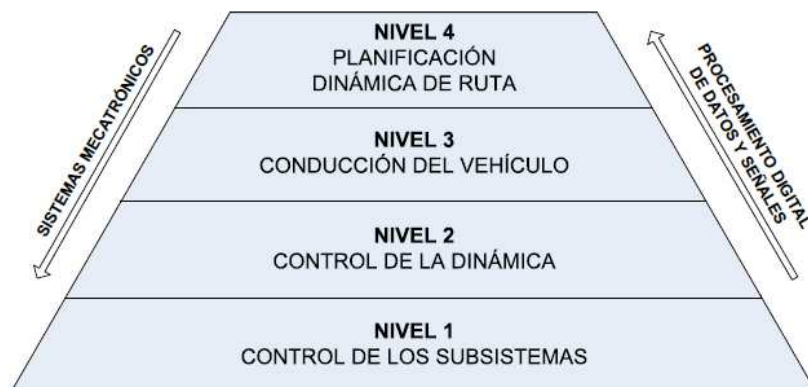 NIVEL 4
PLANIFICACIÓN
DINÁMICA DE RUTA
NIVEL 3
CONDUCCIÓN DEL VEHÍCULO
NIVEL 2
CONTROL DE LA DINÁMICA
NIVEL 1
CONTROL DE LOS SUBSISTEMAS
SISTEMAS MECATRÓNICOS
PROCESAMIENTO DIGITAL
DE DATOS Y SEÑALES